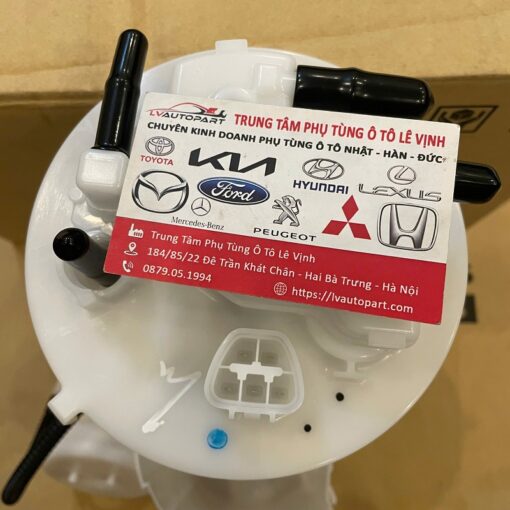 LVAUTOPART
TRUNG TÂM PHỤ TÙNG Ô TÔ LÊ VỊNH
CHUYÊN KINH DOANH PHỤ TÙNG Ô TÔ NHẬT - HÀN - ĐỨC
TOYOTA
KIA
HYUNDAI
LEXUS
Ford
Mercedes-Benz
PEUGEOT
Trung Tâm Phụ Tùng Ô Tô Lê Vịnh
184/85/22 Đê Trần Khát Chân - Hai Bà Trưng - Hà Nội
0879.05.1994
https://lvautopart.com